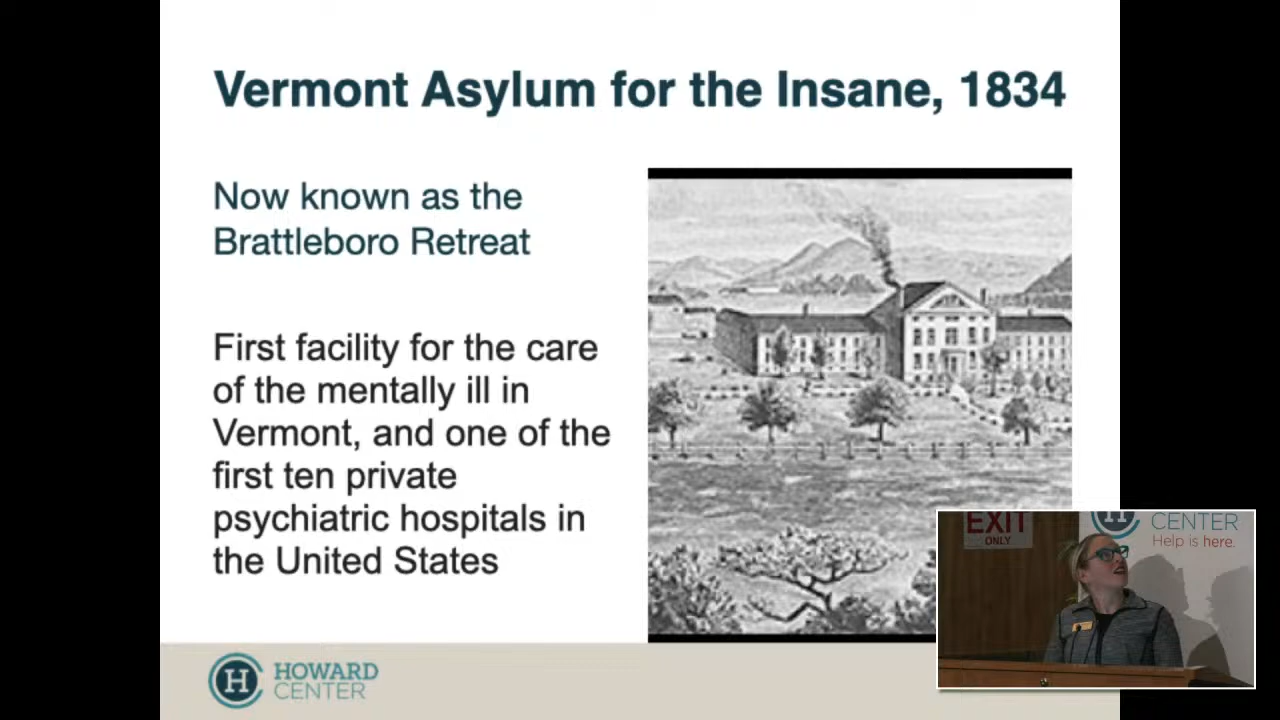 Vermont Asylum for the Insane, 1834
Now known as the
Brattleboro Retreat
First facility for the care
of the mentally ill in
Vermont, and one of the
first ten private
psychiatric hospitals in
the United States
H HOWARD
CENTER
EXIT
ONLY
H CENTER
Help is here.